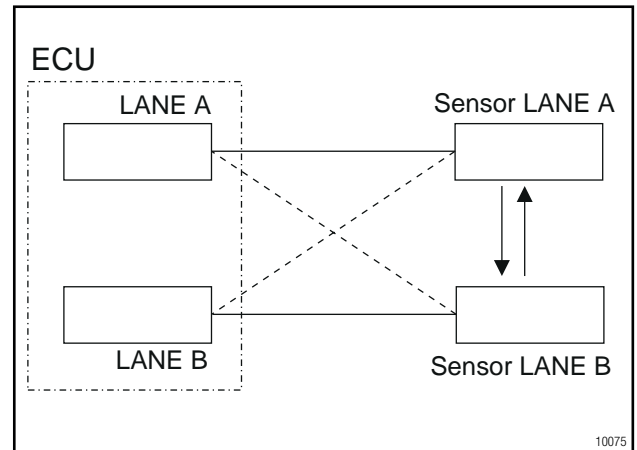 ECU
LANE A
Sensor LANE A
LANE B
Sensor LANE B
10075